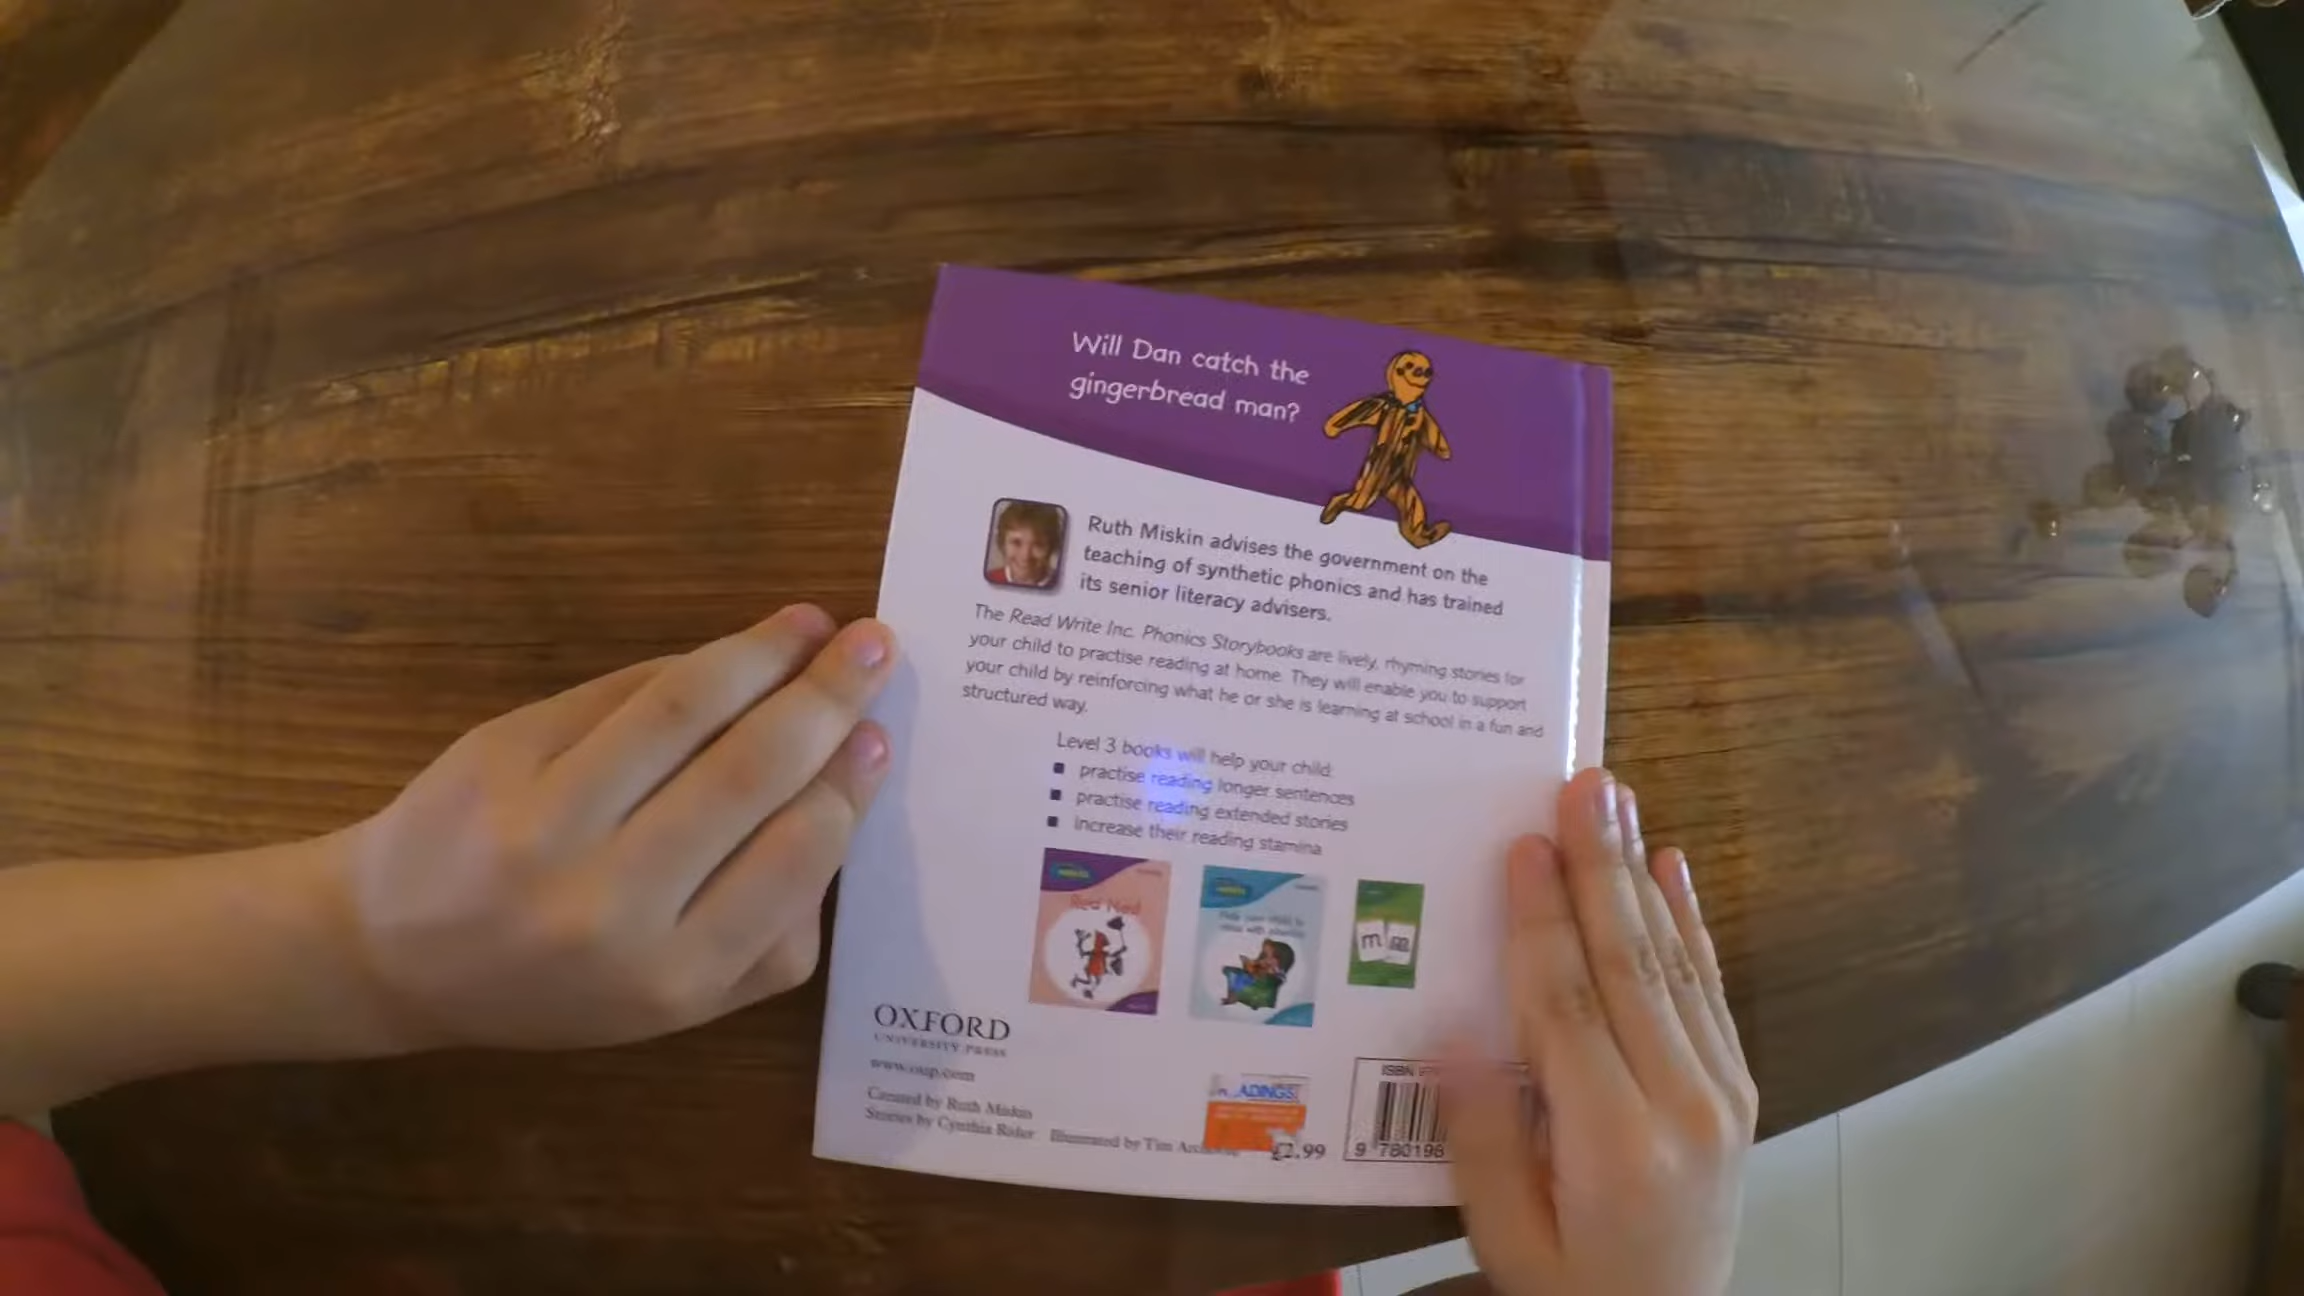 Will Dan catch the
gingerbread man?
Ruth Miskin advises the government on the
teaching of synthetic phonics and has trained
its senior literacy advisers.
The Read Write Inc. Phonics Storybooks are lively, rhyming stories for
your child to practise reading at home. They will enable you to support
your child by reinforcing what he or she is learning at school in a fun and
structured way.
Level 3 books will help your child:
■ practise reading longer sentences
■ practise reading extended stories
■ increase their reading stamina
Red Ned
m
OXFORD
UNIVERSITY PRESS
www.oup.com
Created by Ruth Miskin
Stories by Cynthia Rider Illustrated by Tim
ADINGS
£2.99
ISBN
9 780198